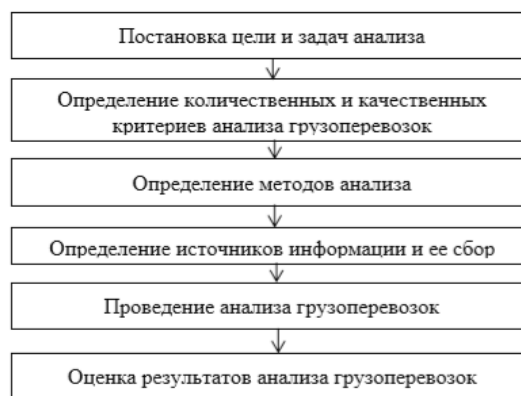 Постановка цели и задач анализа
Определение количественных и качественных
критериев анализа грузоперевозок
Определение методов анализа
Определение источников информации и ее сбор
Проведение анализа грузоперевозок
Оценка результатов анализа грузоперевозок